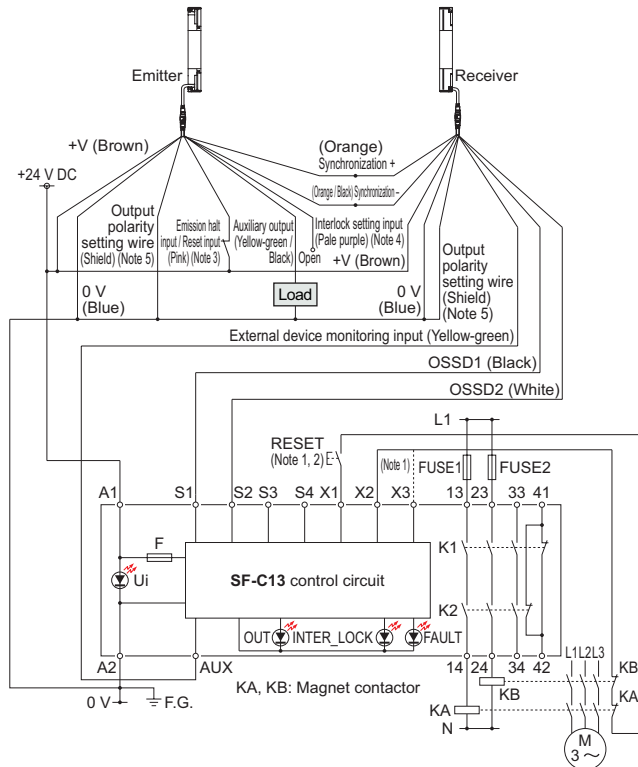 Emitter
Receiver
+V (Brown)
(Orange)
Synchronization +
+24 V DC
(Orange / Black) Synchronization –
Output
polarity
setting wire
(Shield) (Note 5)
Emission halt
input / Reset input
(Pink) (Note 3)
Auxiliary output
(Yellow-green /
Black)
Interlock setting input
(Pale purple) (Note 4)
Open
+V (Brown)
Output
polarity
setting wire
(Shield)
(Note 5)
0 V
(Blue)
Load
0 V
(Blue)
External device monitoring input (Yellow-green)
OSSD1 (Black)
OSSD2 (White)
L1
RESET
(Note 1, 2)
(Note 1)
FUSE1
FUSE2
A1
S1
S2
S3
S4
X1
X2
X3
13
23
33
41
F
K1
Ui
SF-C13 control circuit
K2
OUT
INTER_LOCK
FAULT
A2
AUX
14
24
34
42
L1
L2
L3
KB
KA
0 V
F.G.
KA, KB: Magnet contactor
KB
KA
N
M
3 ~